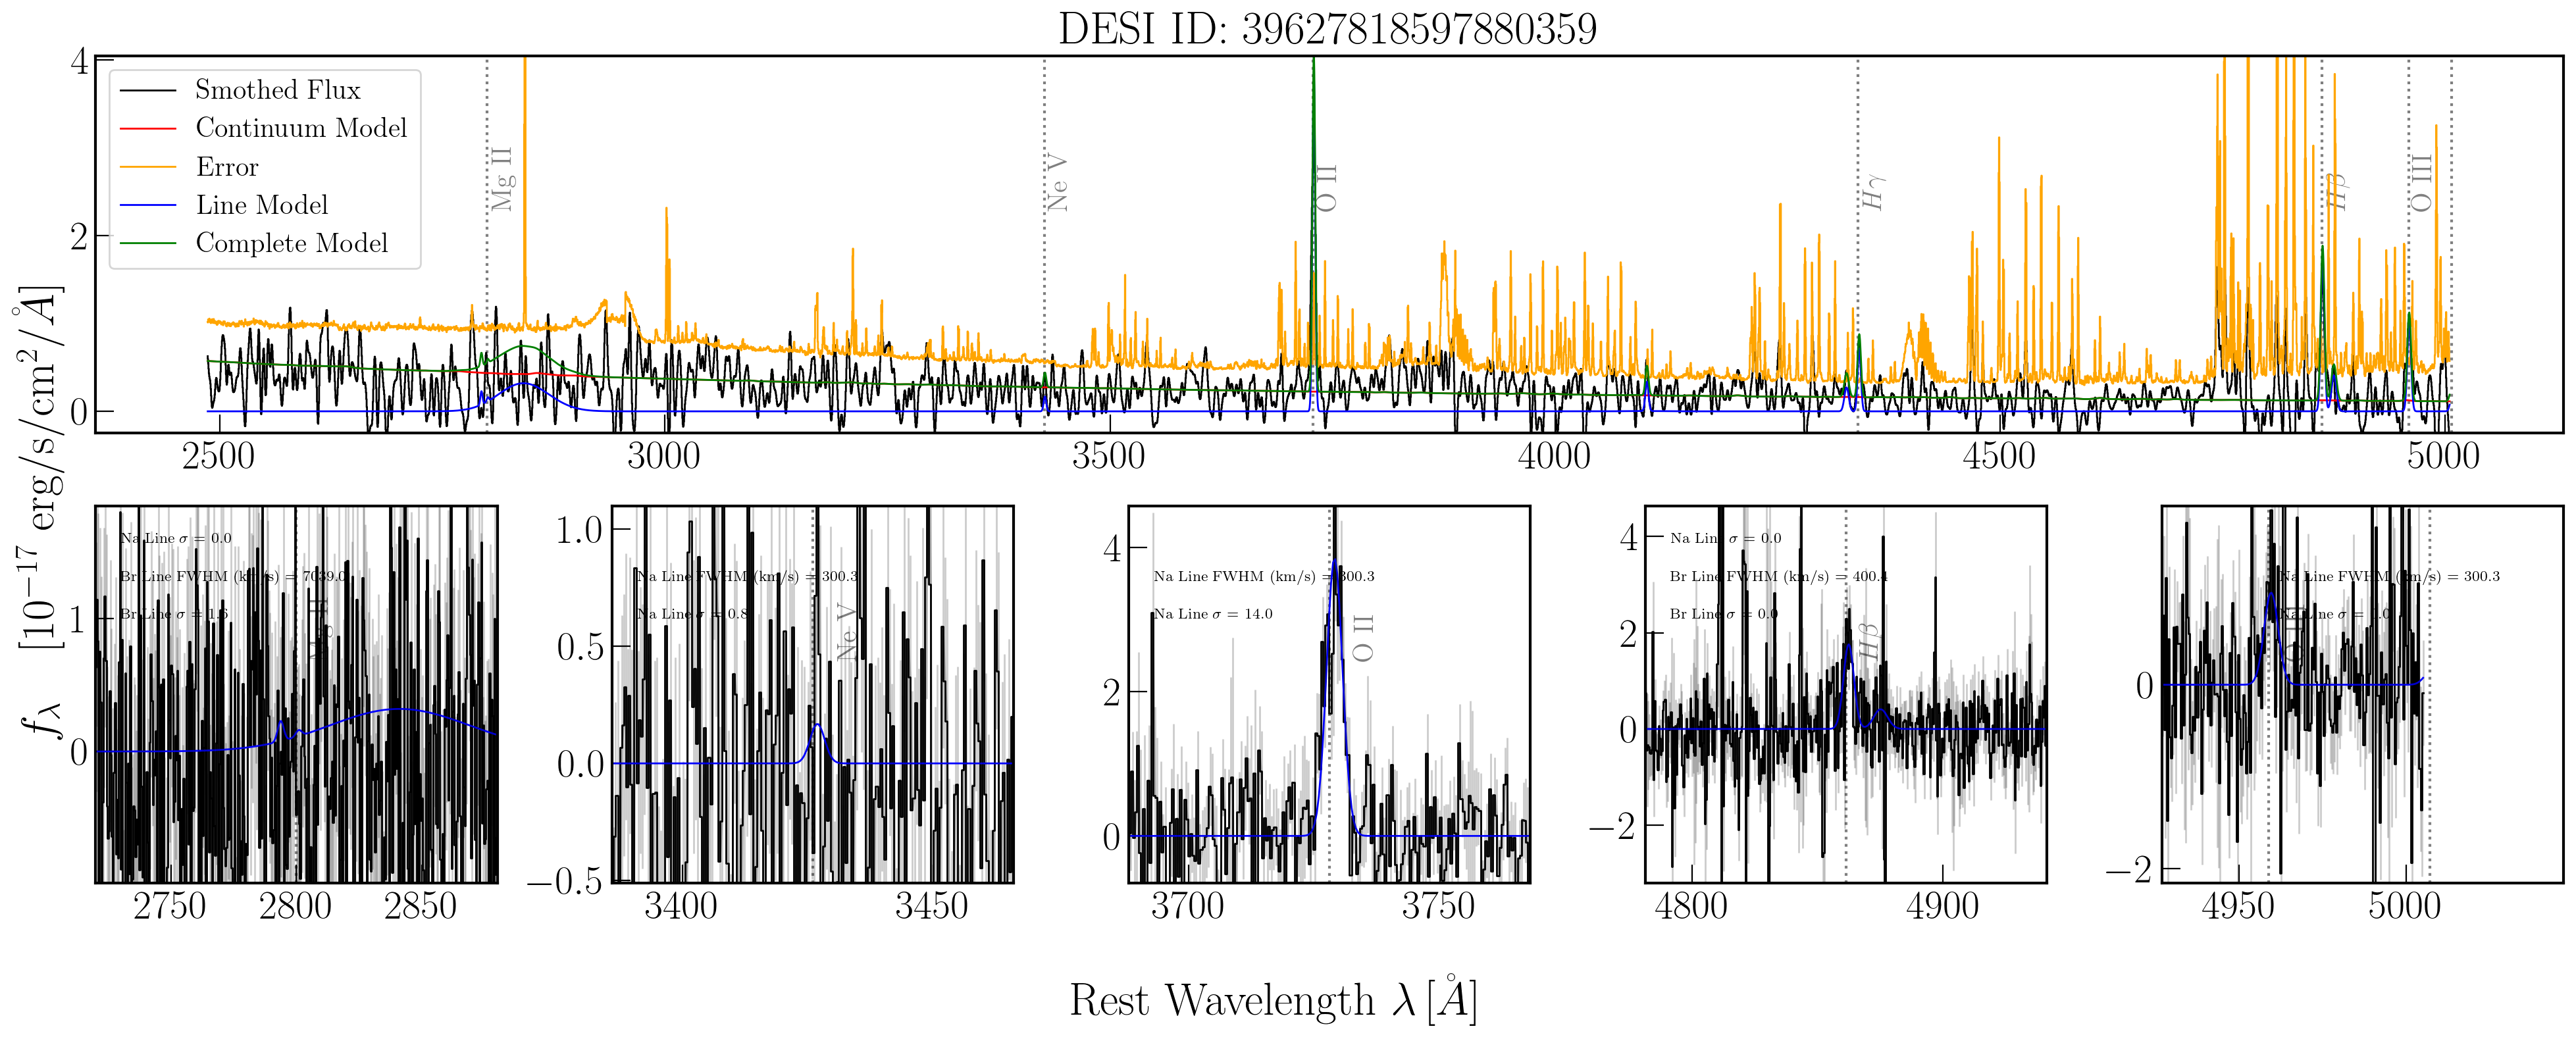 DESI ID: 39627818597880359
4
2
0
Smothed Flux
Continuum Model
Error
Line Model
Complete Model
Mg II
Ne V
O II
Hγ
Hβ
O III
2500 3000 3500 4000 4500 5000
f_λ [10⁻¹⁷ erg/s/cm²/Å]
1
0
Na Line σ = 0.0
Br Line FWHM (km/s) = 7039.0
Br Line σ = 1.6
Mg II
2750 2800 2850
1.0
0.5
0.0
−0.5
Na Line FWHM (km/s) = 300.3
Na Line σ = 0.8
Ne V
3400 3450
4
2
0
Na Line FWHM (km/s) = 300.3
Na Line σ = 14.0
O II
3700 3750
4
2
0
−2
Na Line σ = 0.0
Br Line FWHM (km/s) = 400.4
Br Line σ = 0.0
Hβ
4800 4900
0
−2
Na Line FWHM (km/s) = 300.3
Na Line σ =
4950 5000
Rest Wavelength λ [Å]